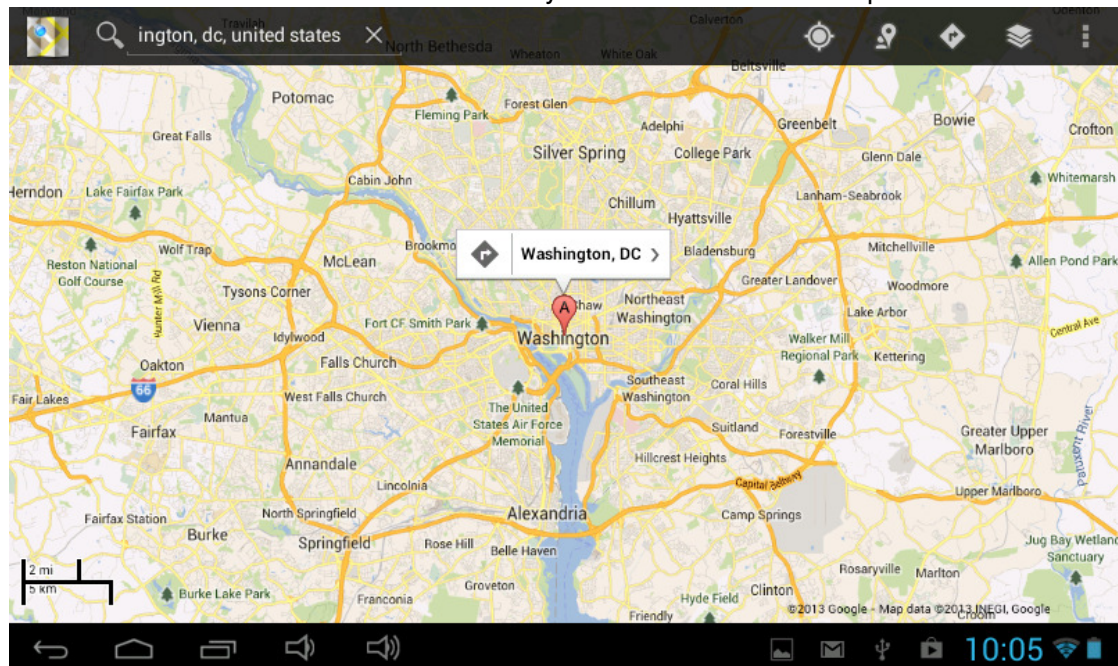 ington, dc, united states
Travilah
Calverton
Odenton
North Bethesda
Wheaton
White Oak
Beltsville
Potomac
Fleming Park
Forest Glen
Adelphi
Greenbelt
Bowie
Crofton
Great Falls
Silver Spring
College Park
Glenn Dale
Whitemarsh
Herndon
Lake Fairfax Park
Cabin John
Chillum
Hyattsville
Lanham-Seabrook
Wolf Trap
Brookmo
Washington, DC
Bladensburg
Mitchellville
Reston National
Golf Course
McLean
Allen Pond Park
Hunter Mill Rd
Tysons Corner
Greater Landover
Woodmore
A
Shaw
Northeast
Washington
Lake Arbor
Vienna
Idylwood
Fort CF Smith Park
Washington
Walker Mill
Regional Park
Kettering
Central Ave
Oakton
Falls Church
66
West Falls Church
Southeast
Washington
Coral Hills
Fair Lakes
Mantua
The United
States Air Force
Memorial
Suitland
Forestville
Greater Upper
Marlboro
Patuxent River
Fairfax
Annandale
Hillcrest Heights
Lincolnia
Capital Beltway
Upper Marlboro
Fairfax Station
North Springfield
Alexandria
Camp Springs
Burke
Springfield
Rose Hill
Belle Haven
Jug Bay Wetland
Sanctuary
2 mi
5 km
Burke Lake Park
Franconia
Groveton
Hyde Field
Clinton
Rosaryville
Marlton
Friendly
©2013 Google - Map data ©2013 INEGI, Google
Croom
10:05